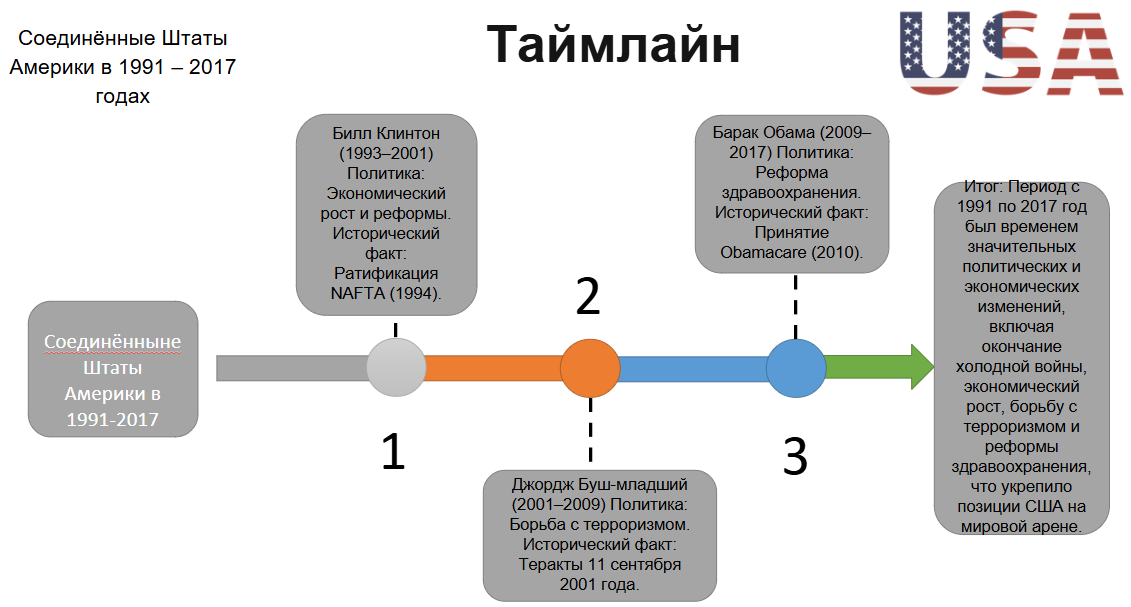 Соединённые Штаты
Америки в 1991 – 2017
годах
Таймлайн
USA
Билл Клинтон
(1993–2001)
Политика:
Экономический
рост и реформы.
Исторический
факт:
Ратификация
NAFTA (1994).
Барак Обама (2009–
2017) Политика:
Реформа
здравоохранения.
Исторический факт:
Принятие
Obamacare (2010).
Итог: Период с
1991 по 2017 год
был временем
значительных
политических и
экономических
изменений,
включая
окончание
холодной войны,
экономический
рост, борьбу с
терроризмом и
реформы
здравоохранения,
что укрепило
позиции США на
мировой арене.
Соединённыне
Штаты
Америки в
1991-2017
2
1
3
Джордж Буш-младший
(2001–2009) Политика:
Борьба с терроризмом.
Исторический факт:
Теракты 11 сентября
2001 года.